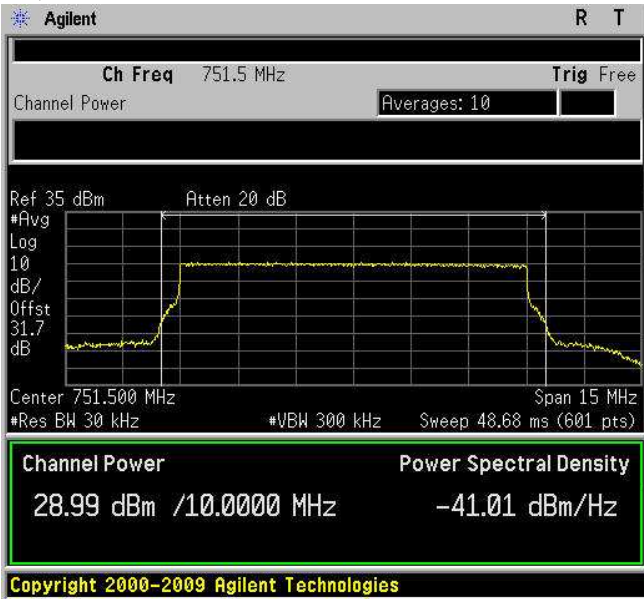 Agilent R T
Ch Freq 751.5 MHz Trig Free
Channel Power Averages: 10
Ref 35 dBm Atten 20 dB
#Avg
Log
10
dB/
Offst
31.7
dB
Center 751.500 MHz Span 15 MHz
#Res BW 30 kHz #VBW 300 kHz Sweep 48.68 ms (601 pts)
Channel Power Power Spectral Density
28.99 dBm /10.0000 MHz -41.01 dBm/Hz
Copyright 2000-2009 Agilent Technologies